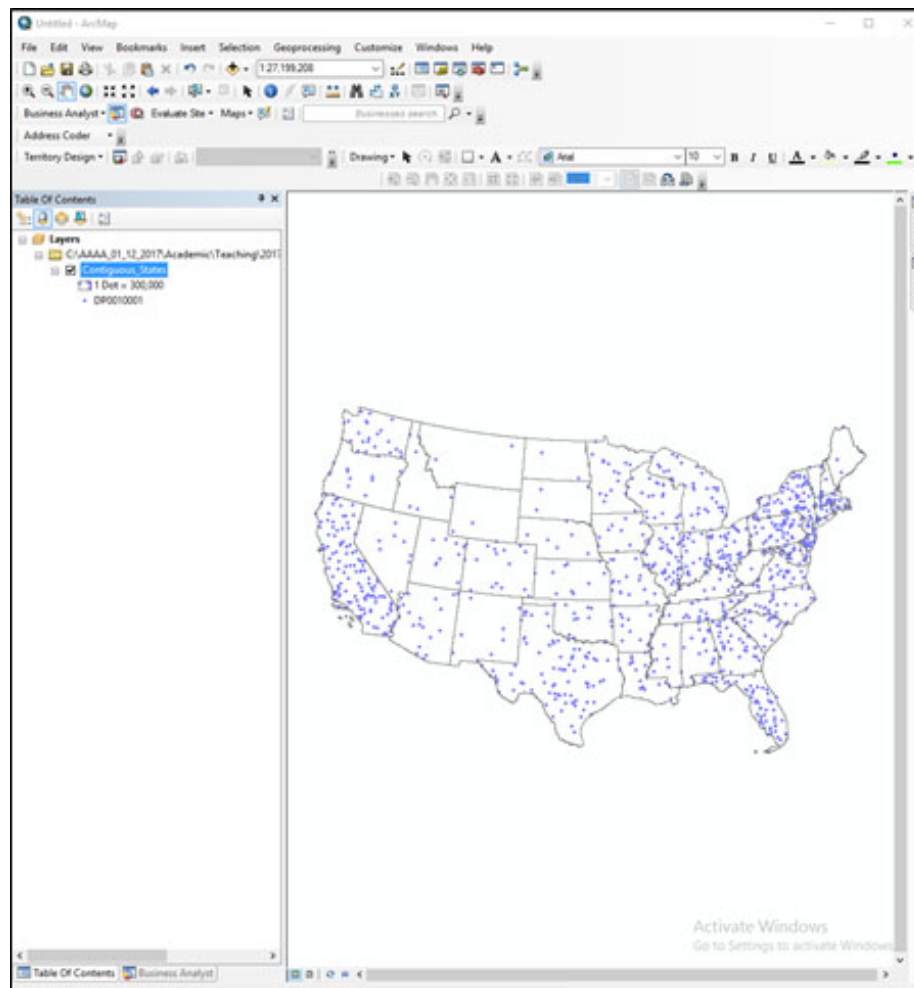 Untitled - ArcMap
File Edit View Bookmarks Insert Selection Geoprocessing Customize Windows Help
1:27,199,208
Business Analyst Evaluate Site Maps Businesses search
Address Coder
Territory Design Drawing Arial 10 B I U A
Table Of Contents
Layers
C:\AAAA_01_12_2017\Academic\Teaching\2017
Contiguous_States
1 Dot = 300,000
DP0010001
Activate Windows
Go to Settings to activate Windows
Table Of Contents Business Analyst